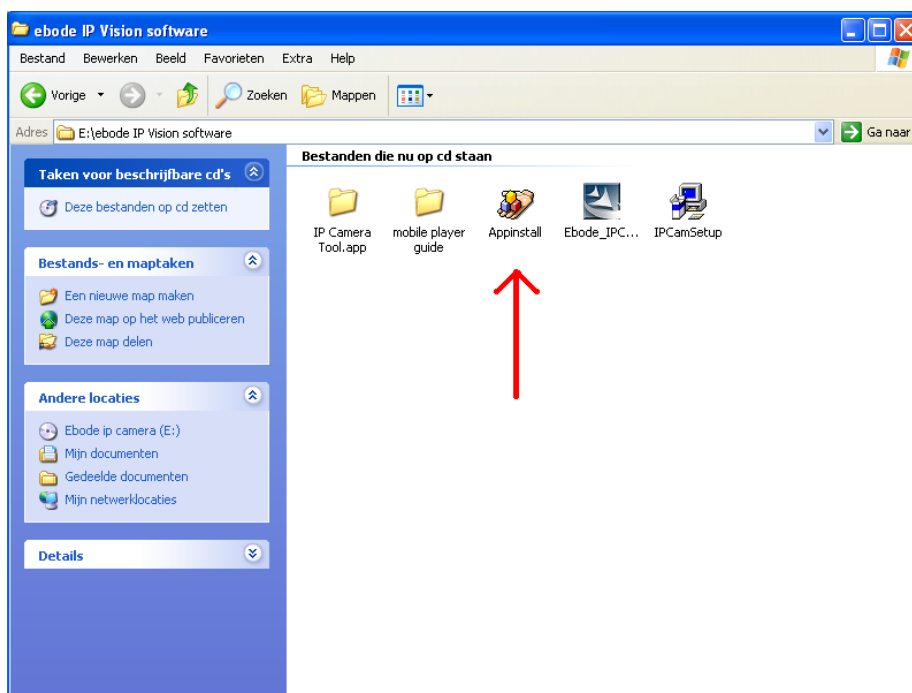 ebode IP Vision software
Bestand Bewerken Beeld Favorieten Extra Help
Vorige Zoeken Mappen
Adres E:\ebode IP Vision software Ga naar
Taken voor beschrijfbare cd's
Deze bestanden op cd zetten
Bestands- en maptaken
Een nieuwe map maken
Deze map op het web publiceren
Deze map delen
Andere locaties
Ebode ip camera (E:)
Mijn documenten
Gedeelde documenten
Mijn netwerklocaties
Details
Bestanden die nu op cd staan
IP Camera Tool.app
mobile player guide
Appinstall
Ebode_IPC...
IPCamSetup